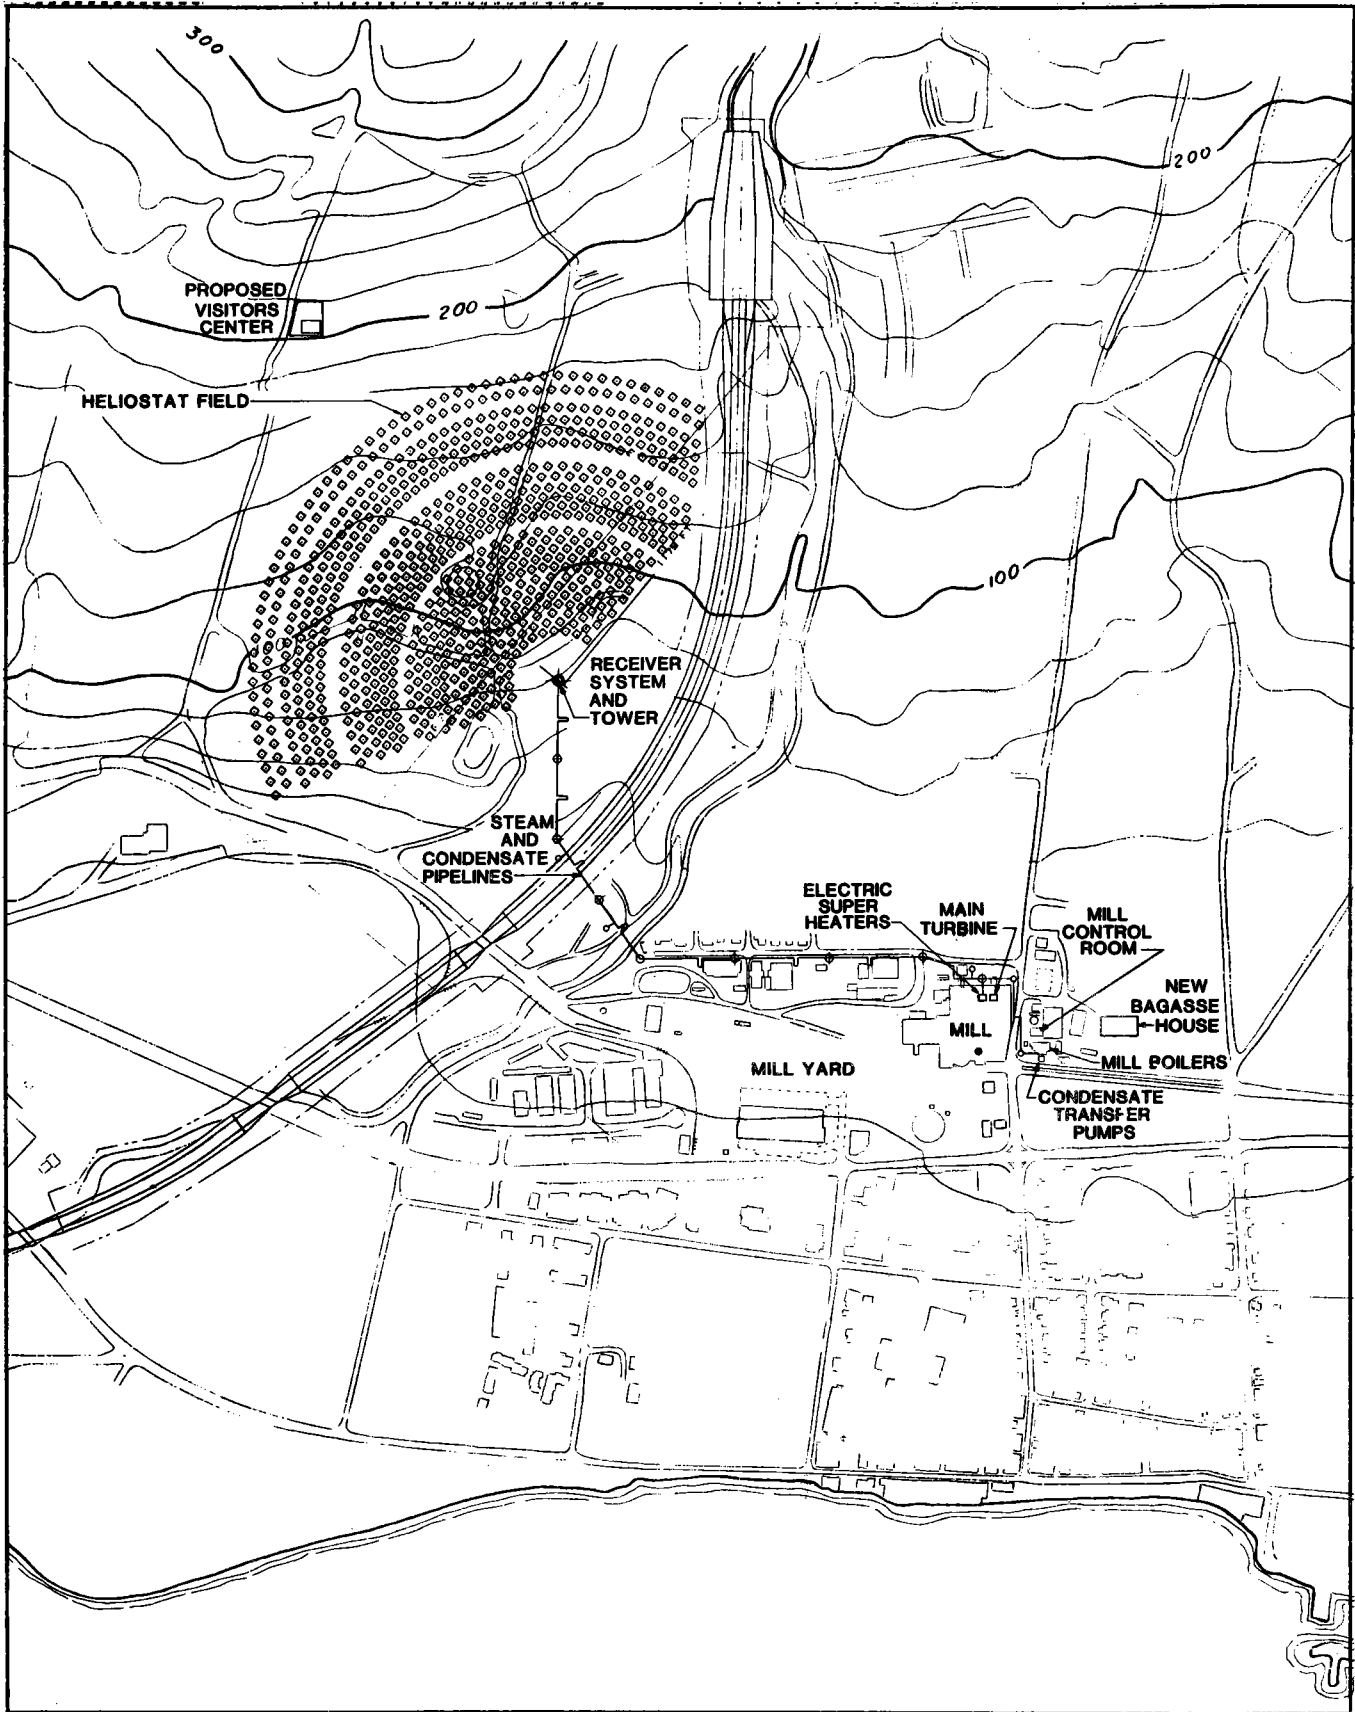 300
200
PROPOSED
VISITORS
CENTER
200
HELIOSTAT FIELD
100
RECEIVER
SYSTEM
AND
TOWER
STEAM
AND
CONDENSATE
PIPELINES
ELECTRIC
SUPER
HEATERS
MAIN
TURBINE
MILL
CONTROL
ROOM
NEW
BAGASSE
HOUSE
MILL
MILL BOILERS
MILL YARD
CONDENSATE
TRANSFER
PUMPS